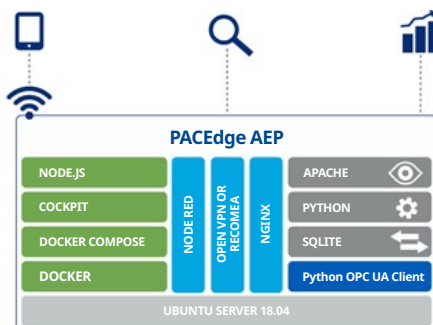 PACEdge AEP
NODE.JS
COCKPIT
DOCKER COMPOSE
DOCKER
NODE RED
OPEN VPN OR
RECOMEA
NGINX
APACHE
PYTHON
SQLITE
Python OPC UA Client
UBUNTU SERVER 18.04